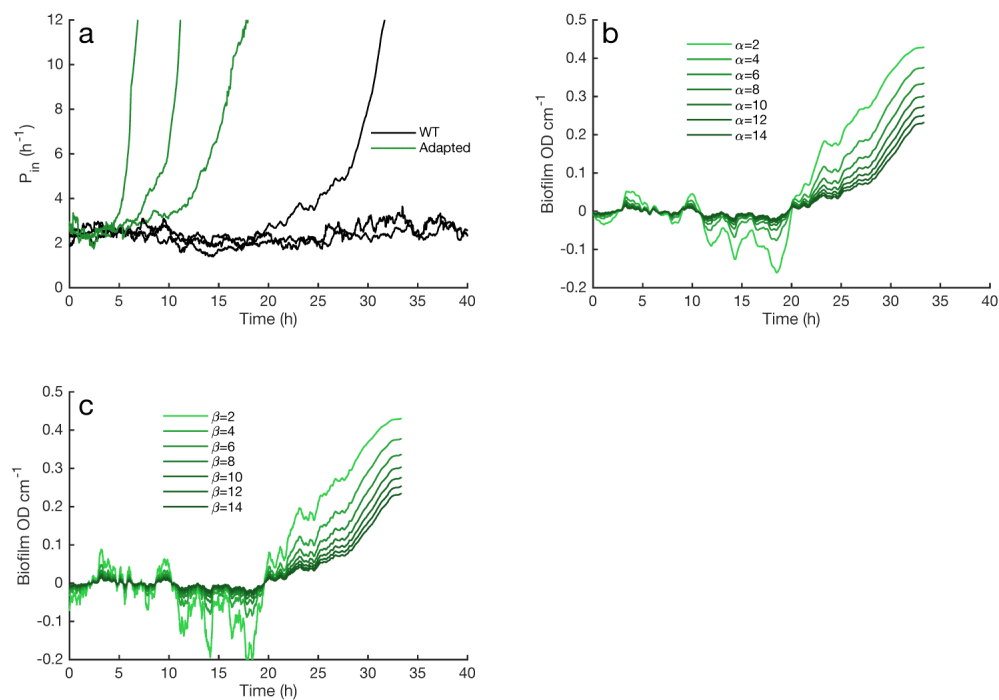 a
12
10
8
6
4
2
0
P_in (h^-1)
WT
Adapted
0 5 10 15 20 25 30 35 40
Time (h)
b
0.5
0.4
0.3
0.2
0.1
0
-0.1
-0.2
Biofilm OD cm^-1
α=2
α=4
α=6
α=8
α=10
α=12
α=14
0 5 10 15 20 25 30 35 40
Time (h)
c
0.5
0.4
0.3
0.2
0.1
0
-0.1
-0.2
Biofilm OD cm^-1
β=2
β=4
β=6
β=8
β=10
β=12
β=14
0 5 10 15 20 25 30 35 40
Time (h)